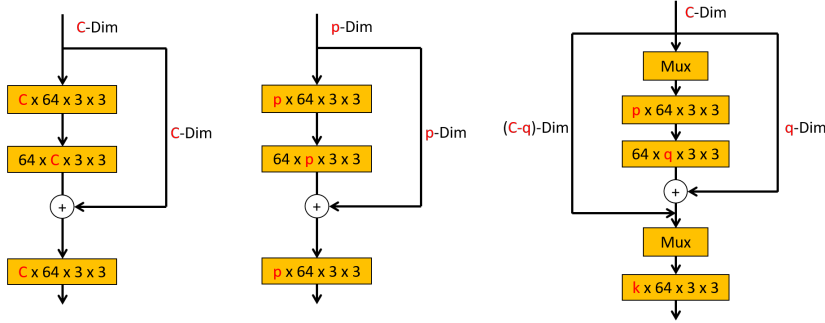 C-Dim
C x 64 x 3 x 3
C-Dim
64 x C x 3 x 3
+
C x 64 x 3 x 3
p-Dim
p x 64 x 3 x 3
p-Dim
64 x p x 3 x 3
+
p x 64 x 3 x 3
C-Dim
Mux
p x 64 x 3 x 3
(C-q)-Dim
q-Dim
64 x q x 3 x 3
+
Mux
k x 64 x 3 x 3